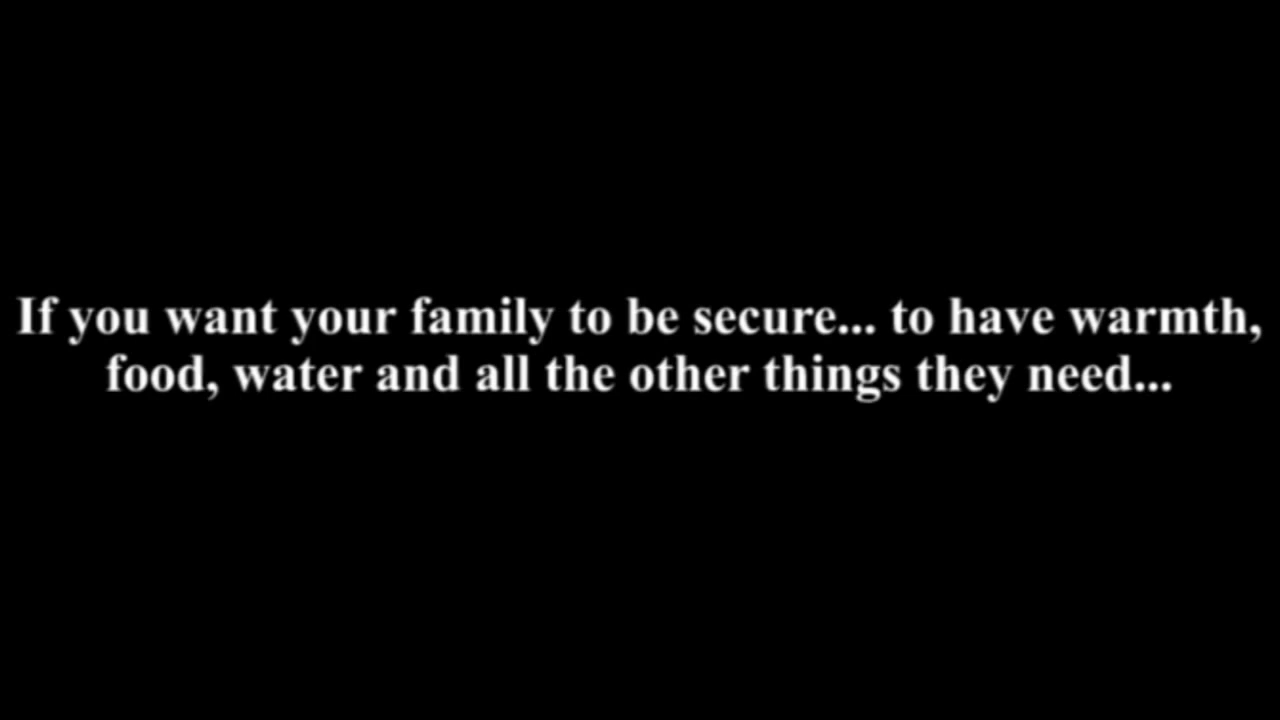 If you want your family to be secure... to have warmth,
food, water and all the other things they need...